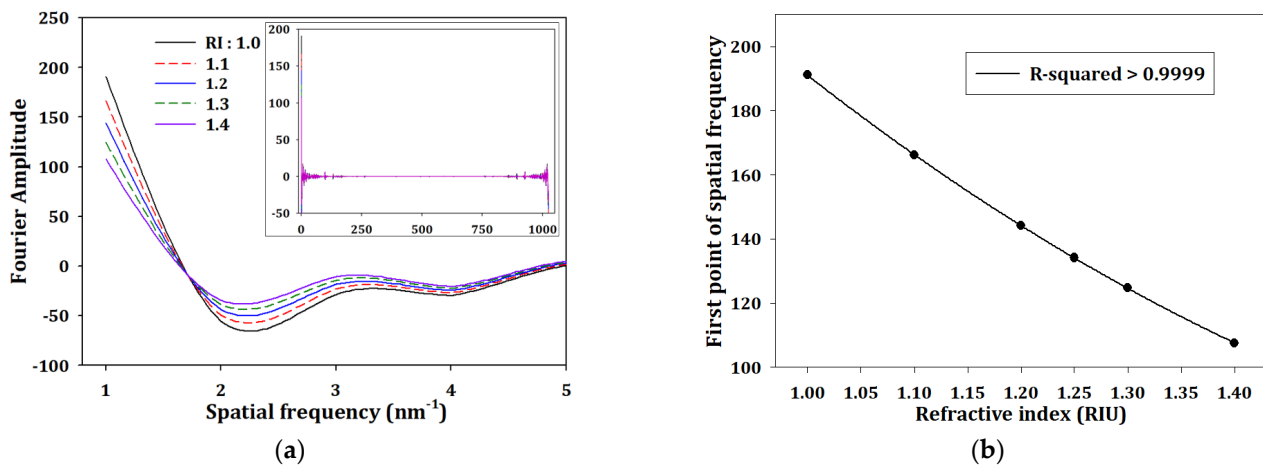 250
200
150
100
50
0
-50
-100
Fourier Amplitude
RI : 1.0
1.1
1.2
1.3
1.4
200
150
100
50
0
-50
0 250 500 750 1000
1 2 3 4 5
Spatial frequency (nm-1)
(a)
200
180
160
140
120
100
First point of spatial frequency
R-squared > 0.9999
1.00 1.05 1.10 1.15 1.20 1.25 1.30 1.35 1.40
Refractive index (RIU)
(b)